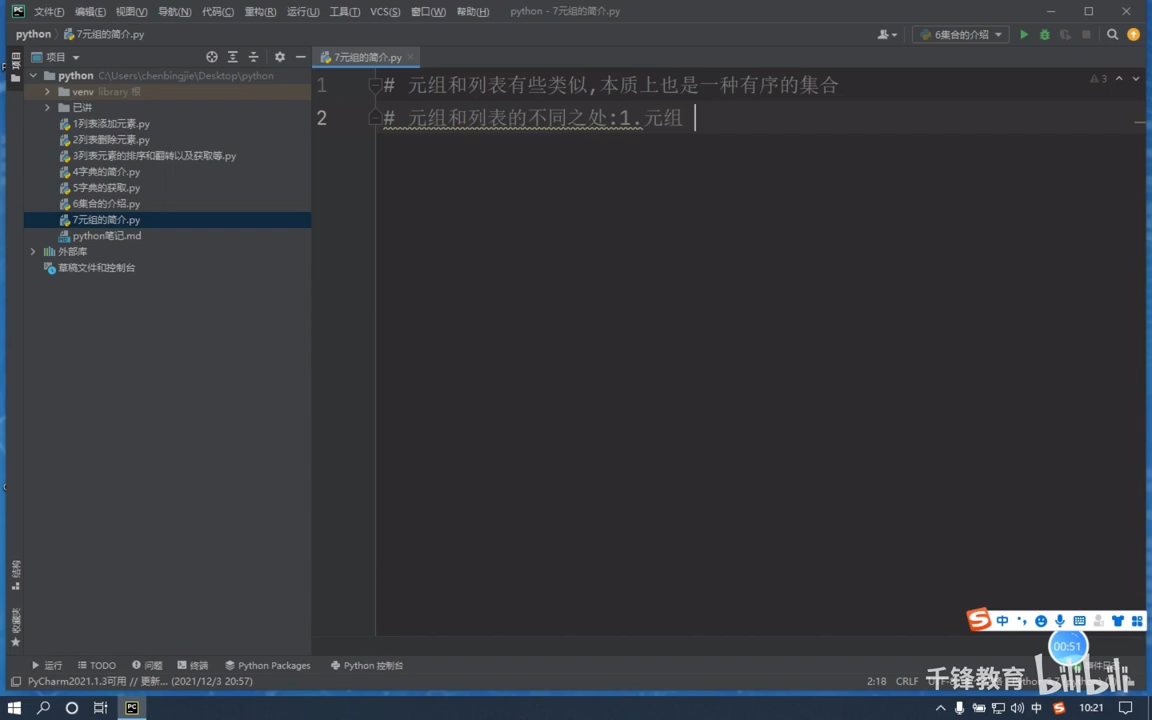 文件(F) 编辑(E) 视图(V) 导航(N) 代码(C) 重构(R) 运行(U) 工具(T) VCS(S) 窗口(W) 帮助(H) python - 7元组的简介.py
python 7元组的简介.py 6集合的介绍
项目 7元组的简介.py
python C:\Users\chenbingjie\Desktop\python
venv library 根
已讲
1列表添加元素.py
2列表删除元素.py
3列表元素的排序和翻转以及获取等.py
4字典的简介.py
5字典的获取.py
6集合的介绍.py
7元组的简介.py
python笔记.md
外部库
草稿文件和控制台
1 # 元组和列表有些类似,本质上也是一种有序的集合 3
2 # 元组和列表的不同之处:1.元组
项目
结构
收藏夹
中
00:51
运行 TODO 问题 终端 Python Packages Python 控制台
PyCharm2021.1.3可用 // 更新... (2021/12/3 20:57) 2:18 CRLF
千锋教育 bilibili
中 10:21